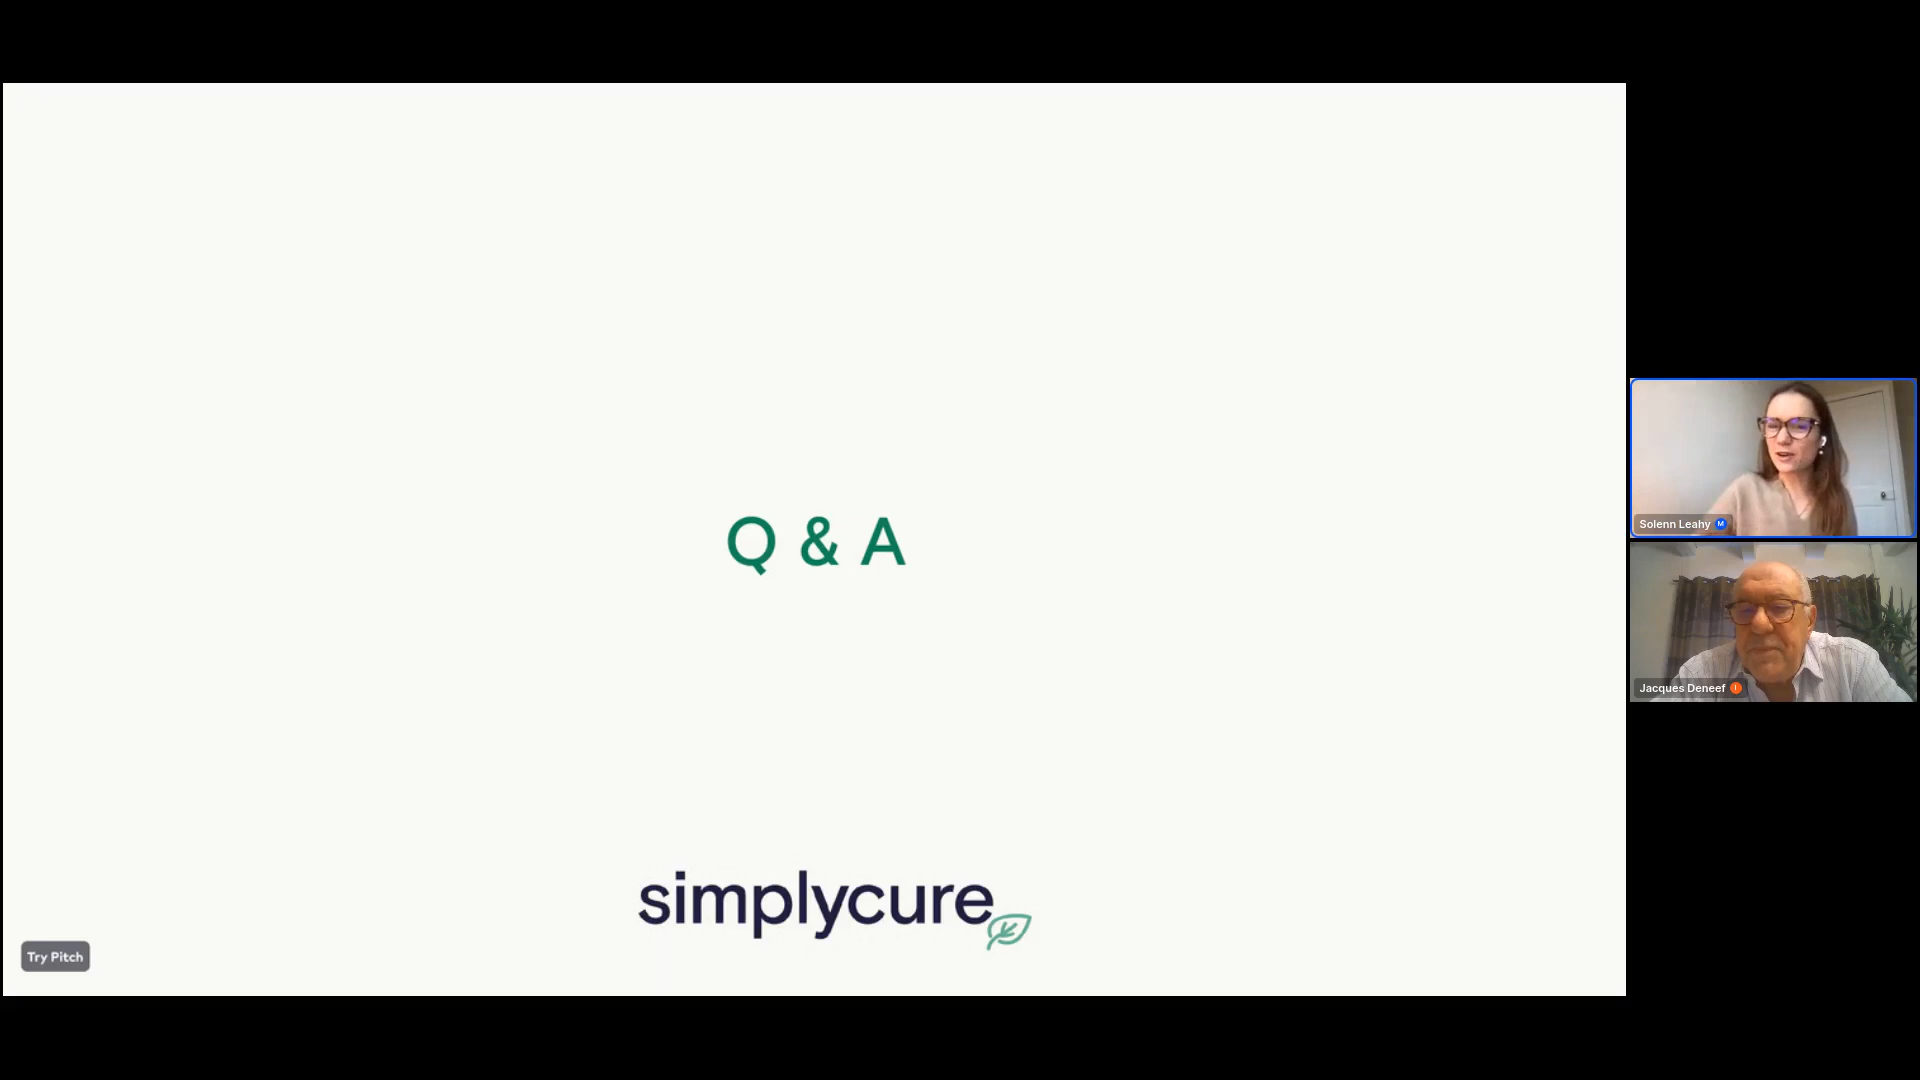 Q & A
simplycure
Try Pitch
Solenn Leahy M
Jacques Deneef I